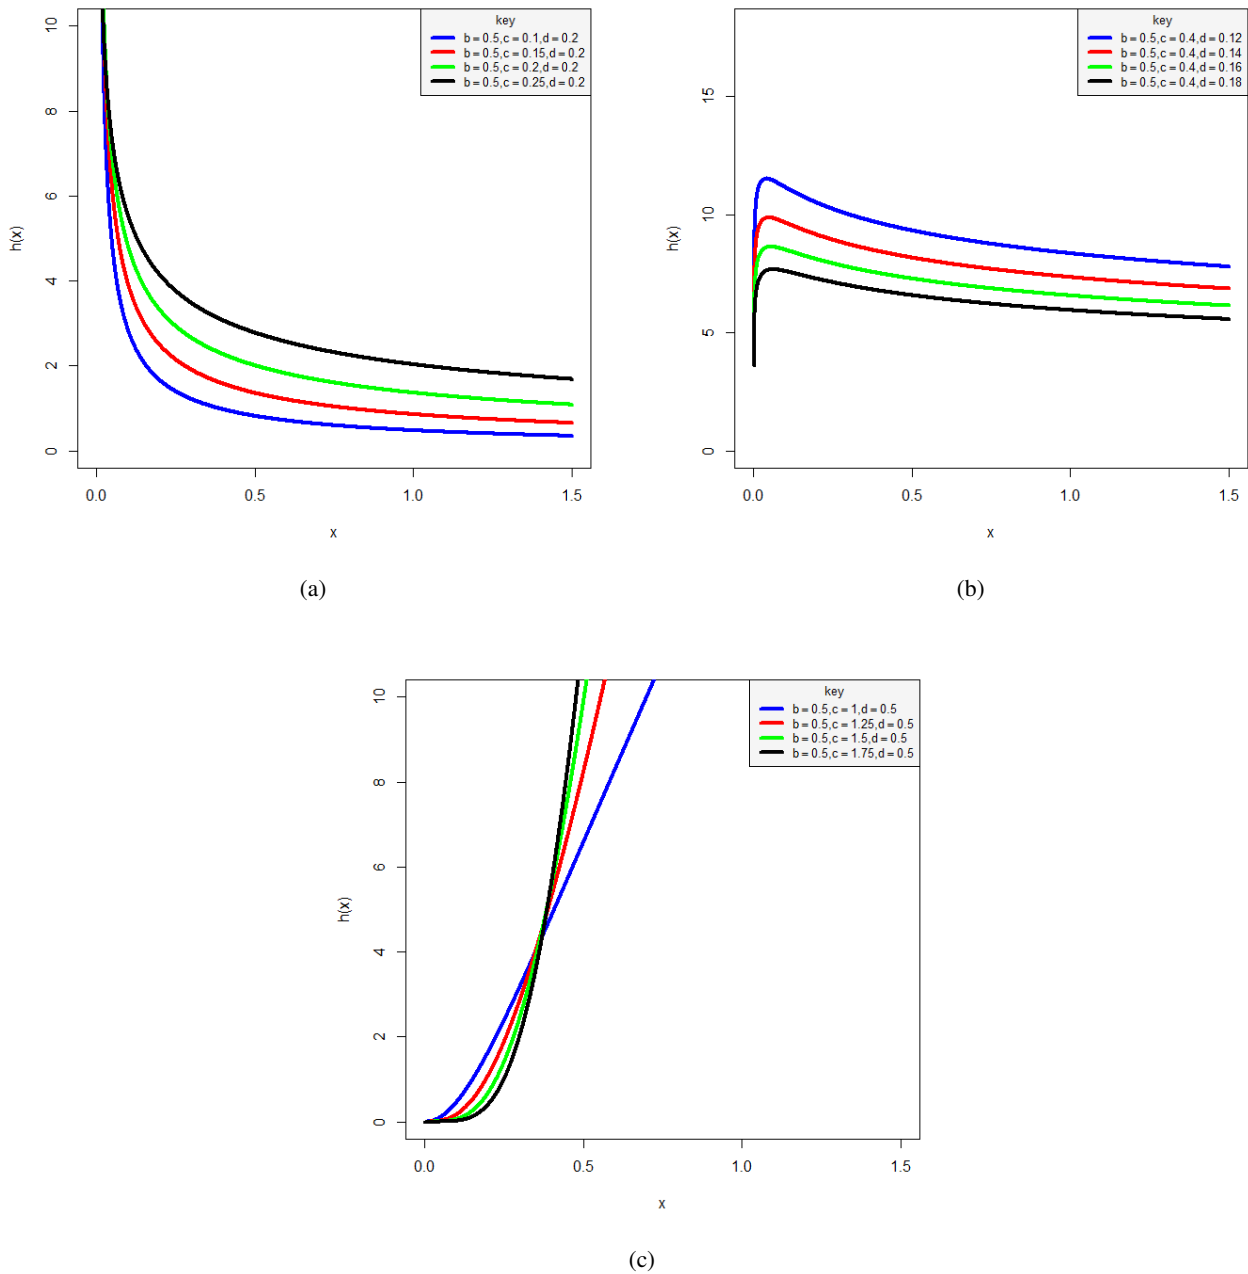 key
b=0.5,c=0.1,d=0.2
b=0.5,c=0.15,d=0.2
b=0.5,c=0.2,d=0.2
b=0.5,c=0.25,d=0.2
10
8
6
4
2
0
h(x)
0.0 0.5 1.0 1.5
x
(a)
key
b=0.5,c=0.4,d=0.12
b=0.5,c=0.4,d=0.14
b=0.5,c=0.4,d=0.16
b=0.5,c=0.4,d=0.18
15
10
5
0
h(x)
0.0 0.5 1.0 1.5
x
(b)
key
b=0.5,c=1,d=0.5
b=0.5,c=1.25,d=0.5
b=0.5,c=1.5,d=0.5
b=0.5,c=1.75,d=0.5
10
8
6
4
2
0
h(x)
0.0 0.5 1.0 1.5
x
(c)